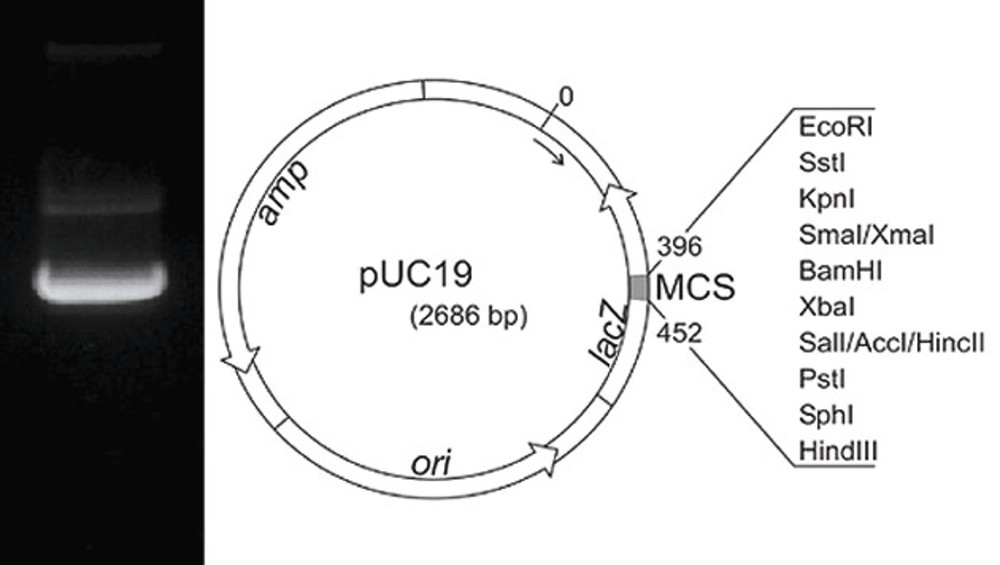 0
amp
pUC19
(2686 bp)
ori
lacZ
396
MCS
452
EcoRI
SstI
KpnI
SmaI/XmaI
BamHI
XbaI
SalI/AccI/HincII
PstI
SphI
HindIII